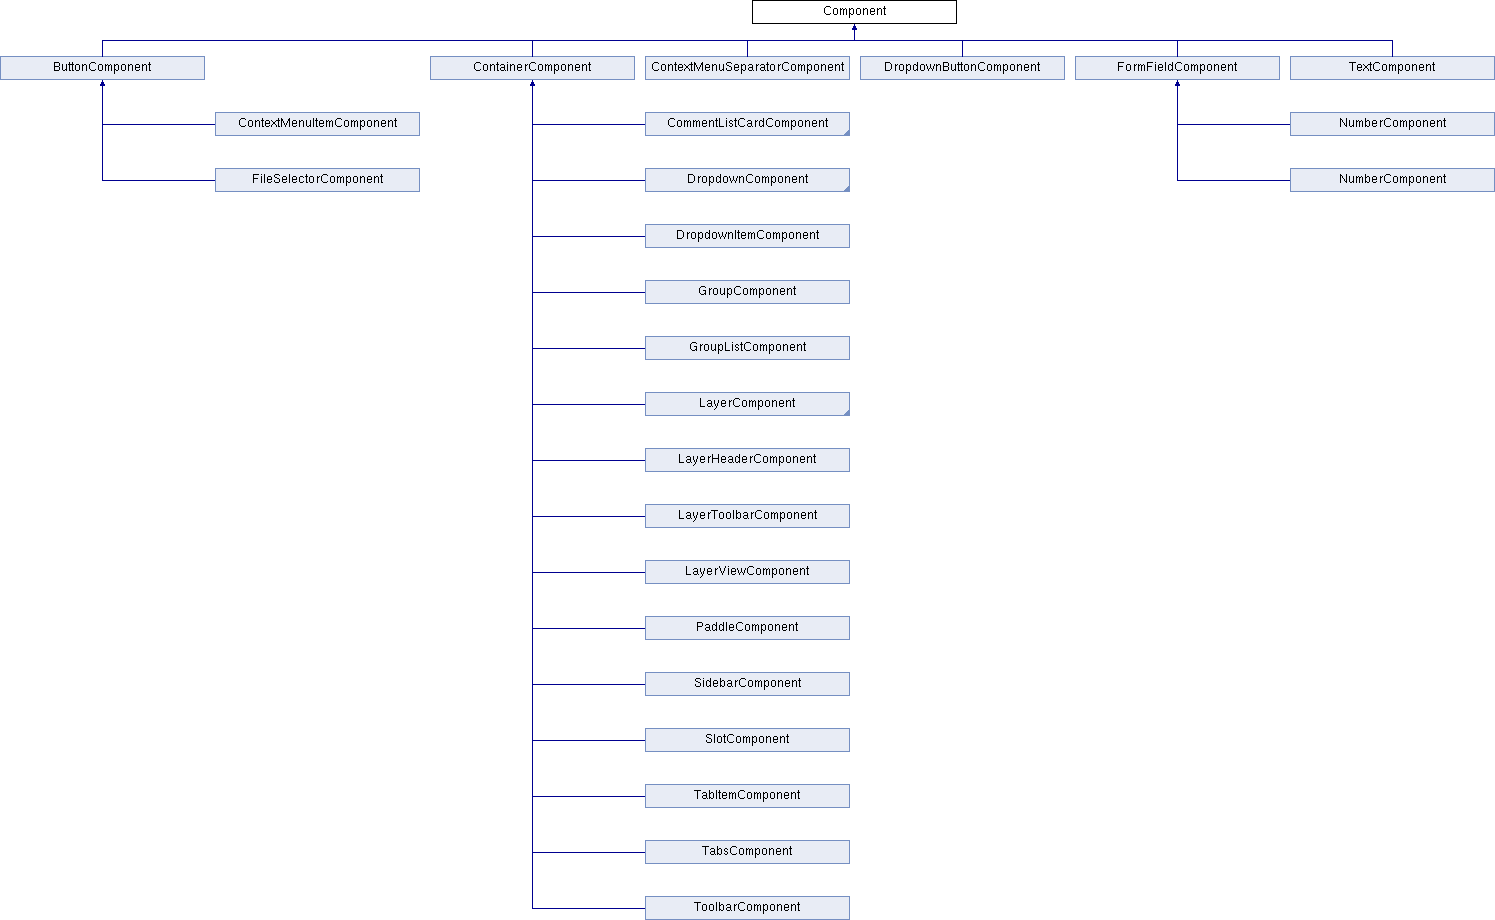 Component
ButtonComponent
ContainerComponent
ContextMenuSeparatorComponent
DropdownButtonComponent
FormFieldComponent
TextComponent
ContextMenuItemComponent
CommentListCardComponent
NumberComponent
FileSelectorComponent
DropdownComponent
NumberComponent
DropdownItemComponent
GroupComponent
GroupListComponent
LayerComponent
LayerHeaderComponent
LayerToolbarComponent
LayerViewComponent
PaddleComponent
SidebarComponent
SlotComponent
TabItemComponent
TabsComponent
ToolbarComponent